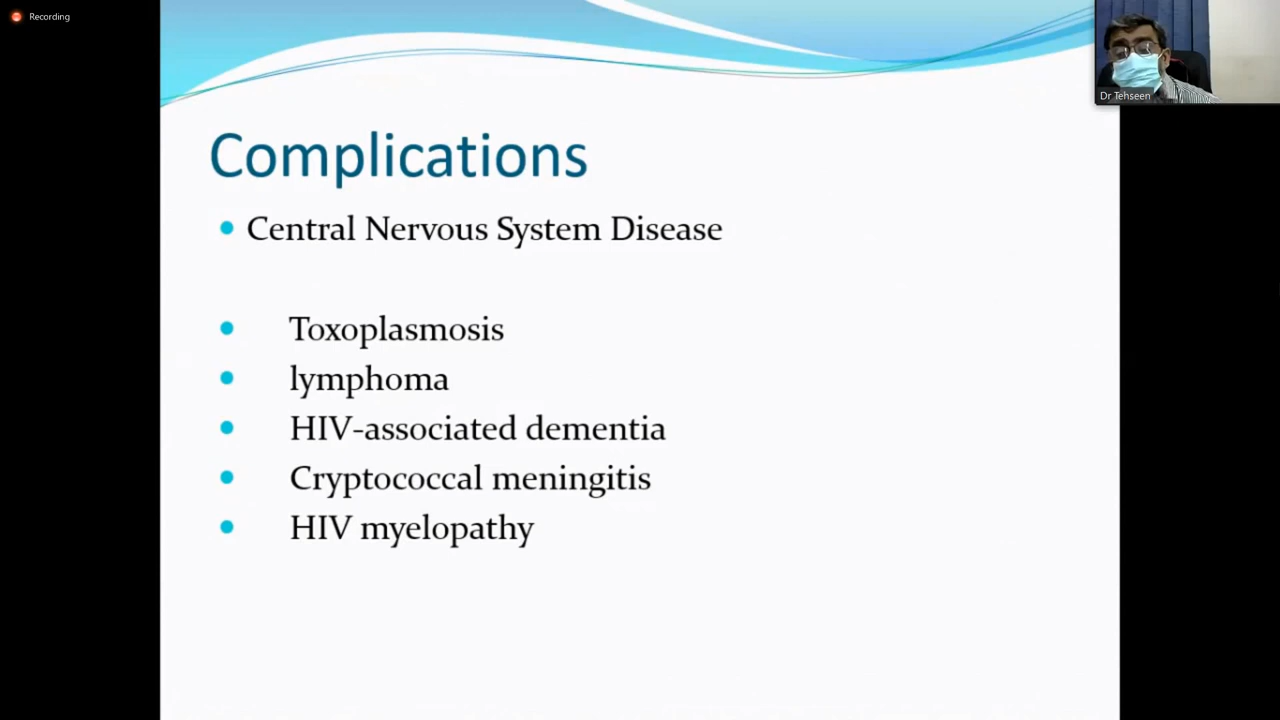 Recording
Dr Tehseen
Complications
• Central Nervous System Disease
• Toxoplasmosis
• lymphoma
• HIV-associated dementia
• Cryptococcal meningitis
• HIV myelopathy